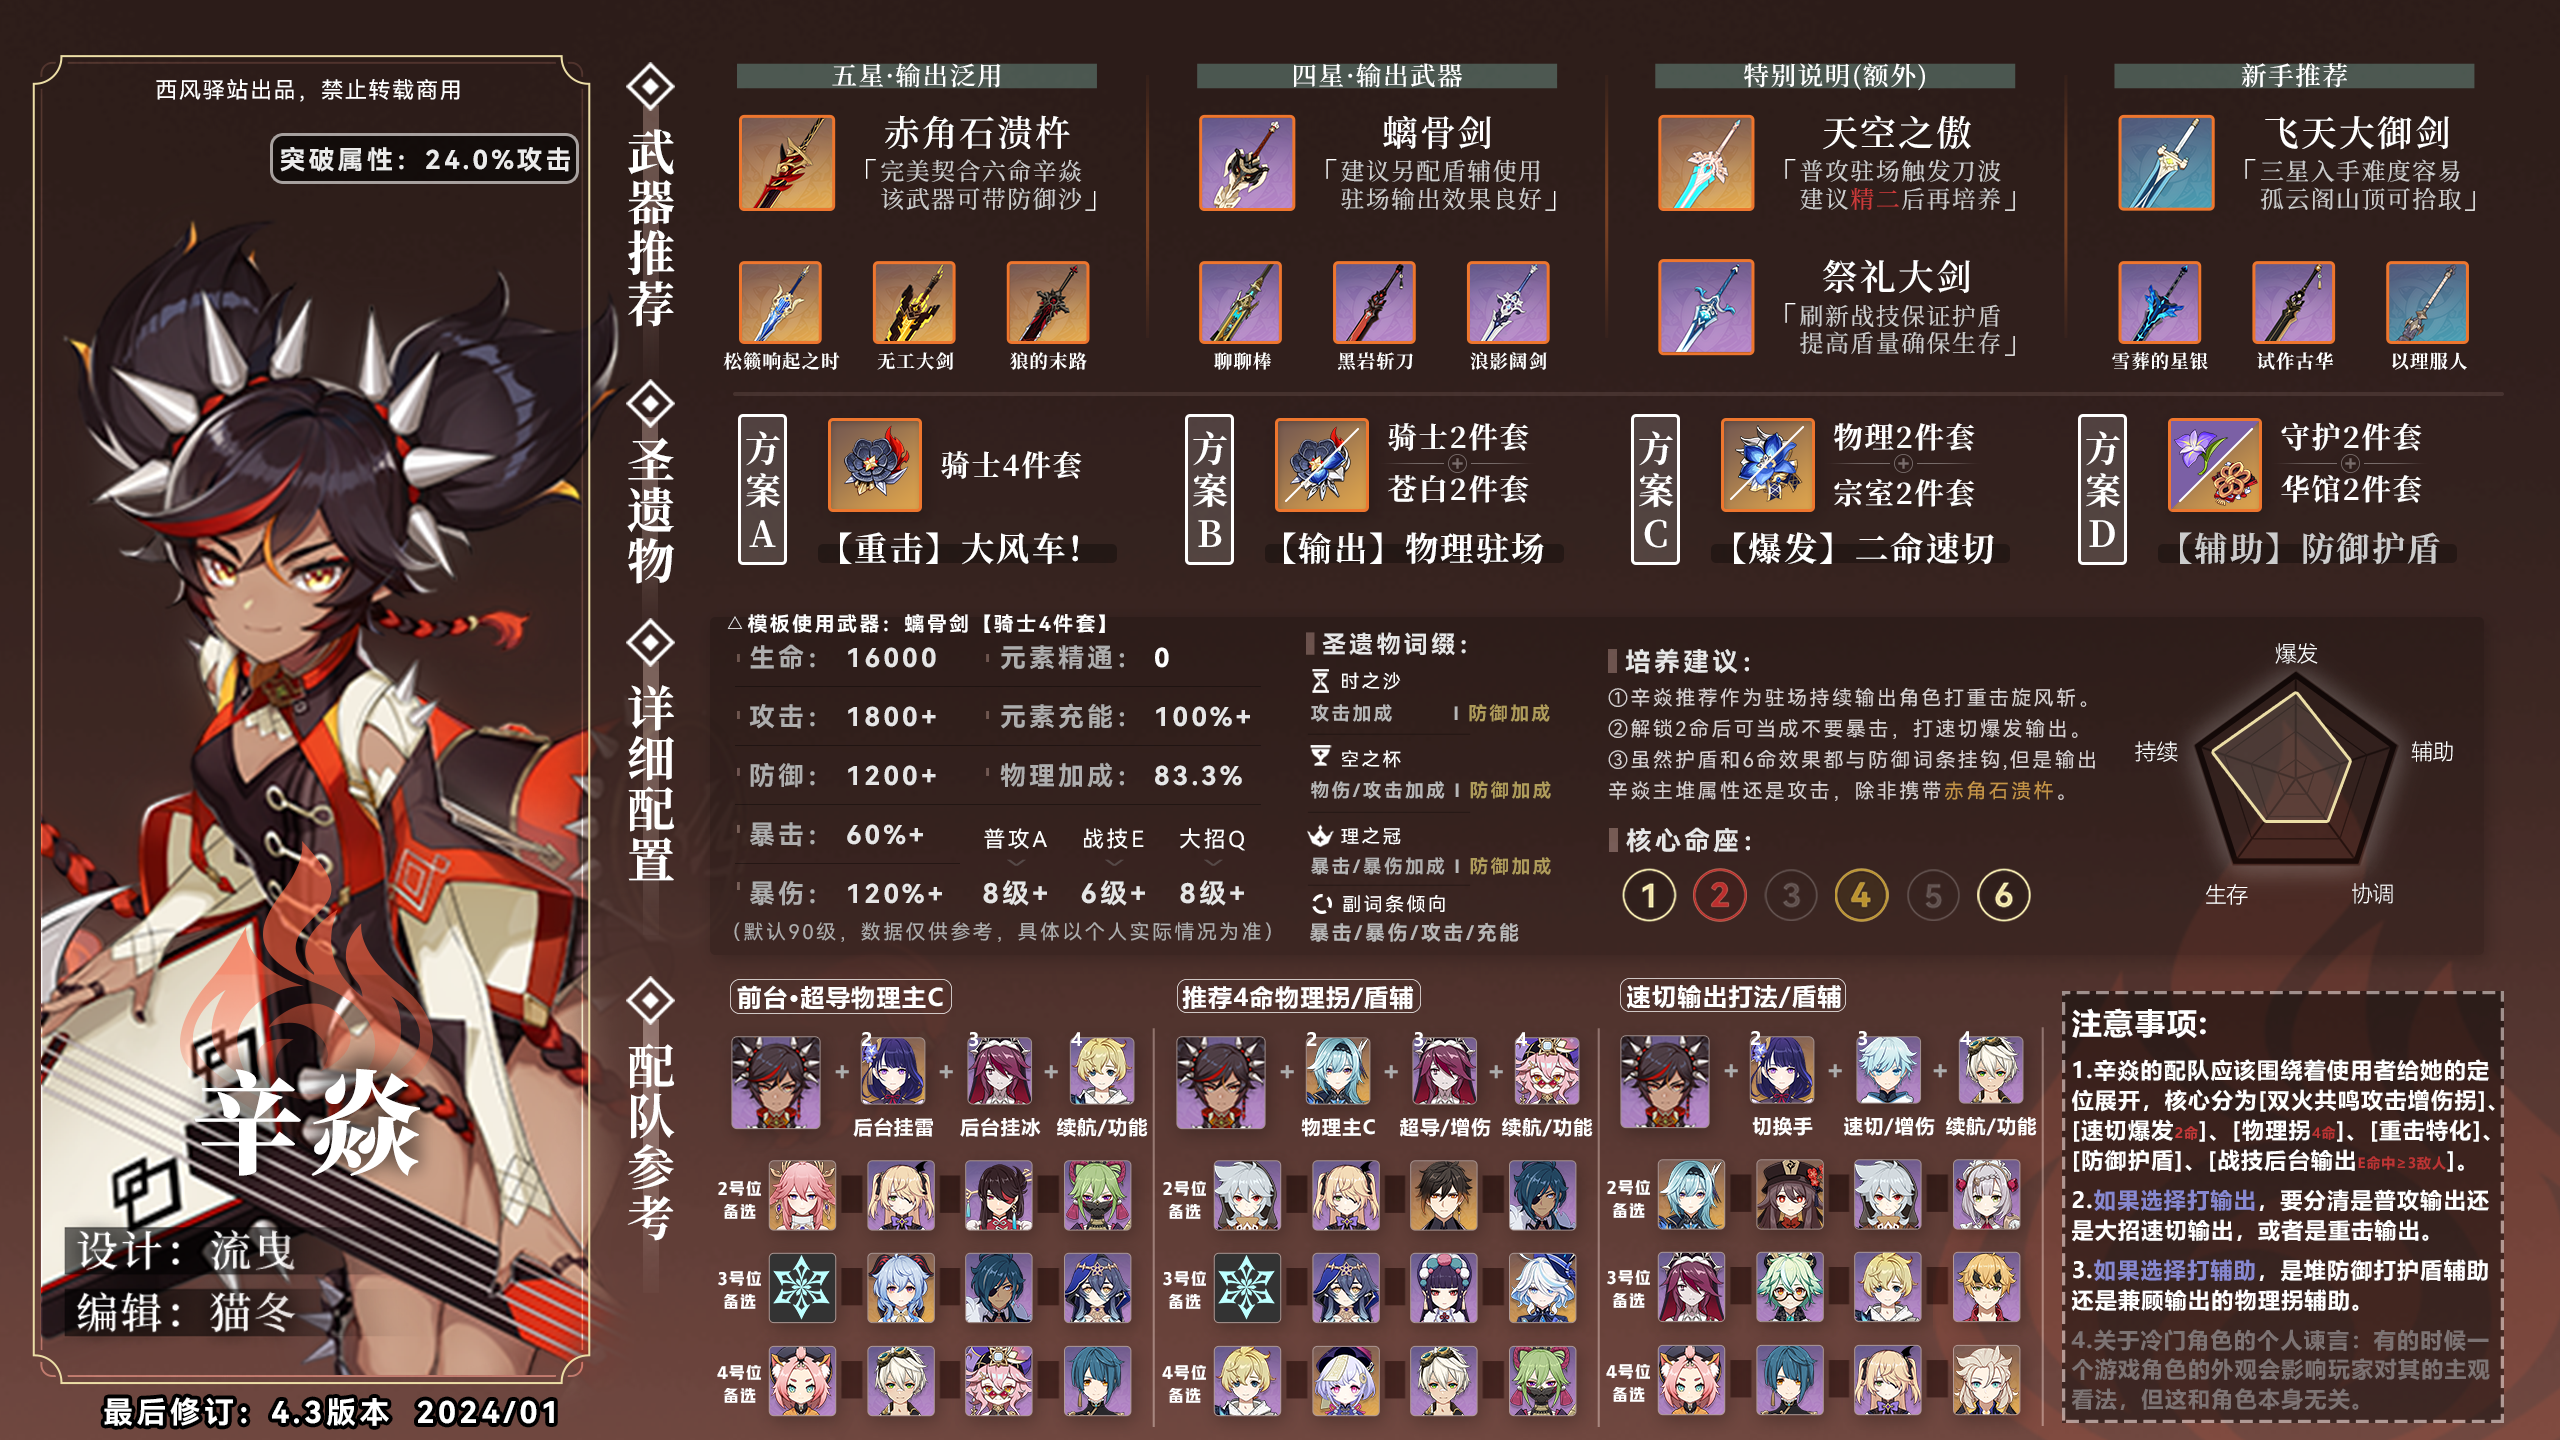 西风驿站出品，禁止转载商用
突破属性：24.0%攻击
辛焱
设计：流曳
编辑：猫冬
最后修订：4.3版本 2024/01
武器推荐
五星·输出泛用
赤角石溃杵
「完美契合六命辛焱
该武器可带防御沙」
松籁响起之时 无工大剑 狼的末路
四星·输出武器
螭骨剑
「建议另配盾辅使用
驻场输出效果良好」
聊聊棒 黑岩斩刀 浪影阔剑
特别说明(额外)
天空之傲
「普攻驻场触发刀波
建议精二后再培养」
祭礼大剑
「刷新战技保证护盾
提高盾量确保生存」
新手推荐
飞天大御剑
「三星入手难度容易
孤云阁山顶可拾取」
雪葬的星银 试作古华 以理服人
圣遗物
方案A
骑士4件套
【重击】大风车！
方案B
骑士2件套
苍白2件套
【输出】物理驻场
方案C
物理2件套
宗室2件套
【爆发】二命速切
方案D
守护2件套
华馆2件套
【辅助】防御护盾
详细配置
△模板使用武器：螭骨剑【骑士4件套】
生命：16000 元素精通：0
攻击：1800+ 元素充能：100%+
防御：1200+ 物理加成：83.3%
暴击：60%+ 普攻A 战技E 大招Q
暴伤：120%+ 8级+ 6级+ 8级+
(默认90级，数据仅供参考，具体以个人实际情况为准)
圣遗物词缀：
时之沙
攻击加成 | 防御加成
空之杯
物伤/攻击加成 | 防御加成
理之冠
暴击/暴伤加成 | 防御加成
副词条倾向
暴击/暴伤/攻击/充能
培养建议：
①辛焱推荐作为驻场持续输出角色打重击旋风斩。
②解锁2命后可当成不要暴击，打速切爆发输出。
③虽然护盾和6命效果都与防御词条挂钩,但是输出
辛焱主堆属性还是攻击，除非携带赤角石溃杵。
核心命座：
1 2 3 4 5 6
爆发
持续 辅助
生存 协调
配队参考
前台·超导物理主C
2 3 4
后台挂雷 后台挂冰 续航/功能
2号位
备选
3号位
备选
4号位
备选
推荐4命物理拐/盾辅
2 3 4
物理主C 超导/增伤 续航/功能
2号位
备选
3号位
备选
4号位
备选
速切输出打法/盾辅
2 3 4
切换手 速切/增伤 续航/功能
2号位
备选
3号位
备选
4号位
备选
注意事项:
1.辛焱的配队应该围绕着使用者给她的定
位展开，核心分为[双火共鸣攻击增伤拐]、
[速切爆发2命]、[物理拐4命]、[重击特化]、
[防御护盾]、[战技后台输出E命中≥3敌人]。
2.如果选择打输出，要分清是普攻输出还
是大招速切输出，或者是重击输出。
3.如果选择打辅助，是堆防御打护盾辅助
还是兼顾输出的物理拐辅助。
4.关于冷门角色的个人谏言：有的时候一
个游戏角色的外观会影响玩家对其的主观
看法，但这和角色本身无关。